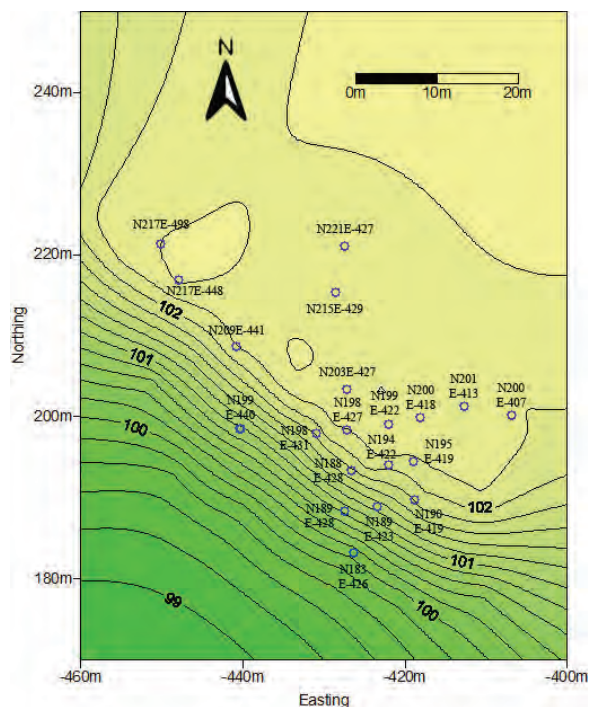 N
240m
0m
10m
20m
N217E-498
N221E-427
220m
N217E-448
102
N215E-429
N209E-441
101
N203E-427
N201
E-413
N200
E-407
N199
E-440
N198
E-427
N199
E-422
N200
E-418
200m
100
N198
E-431
N194
E-422
N195
E-419
N188
E-428
102
N189
E-428
N189
E-423
N190
E-419
101
N183
E-426
180m
99
100
-460m
-440m
-420m
-400m
Easting
Northing